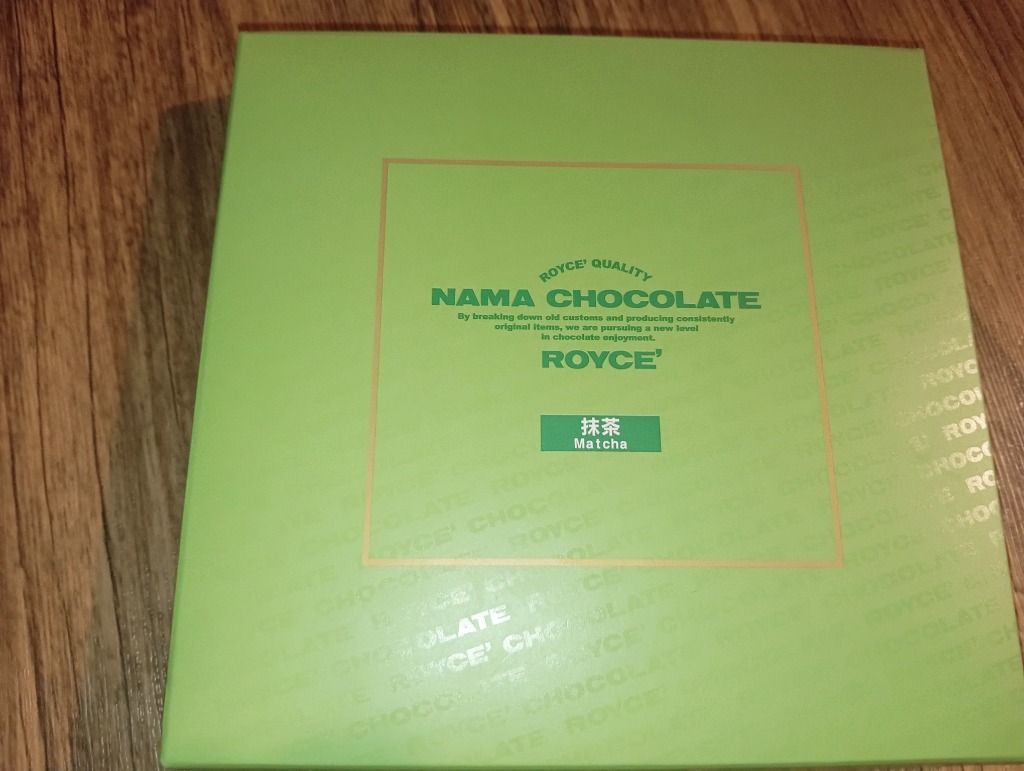 ROYCE' QUALITY
NAMA CHOCOLATE
By breaking down old customs and producing consistently
original items, we are pursuing a new level
in chocolate enjoyment.
ROYCE'
抹茶
Matcha